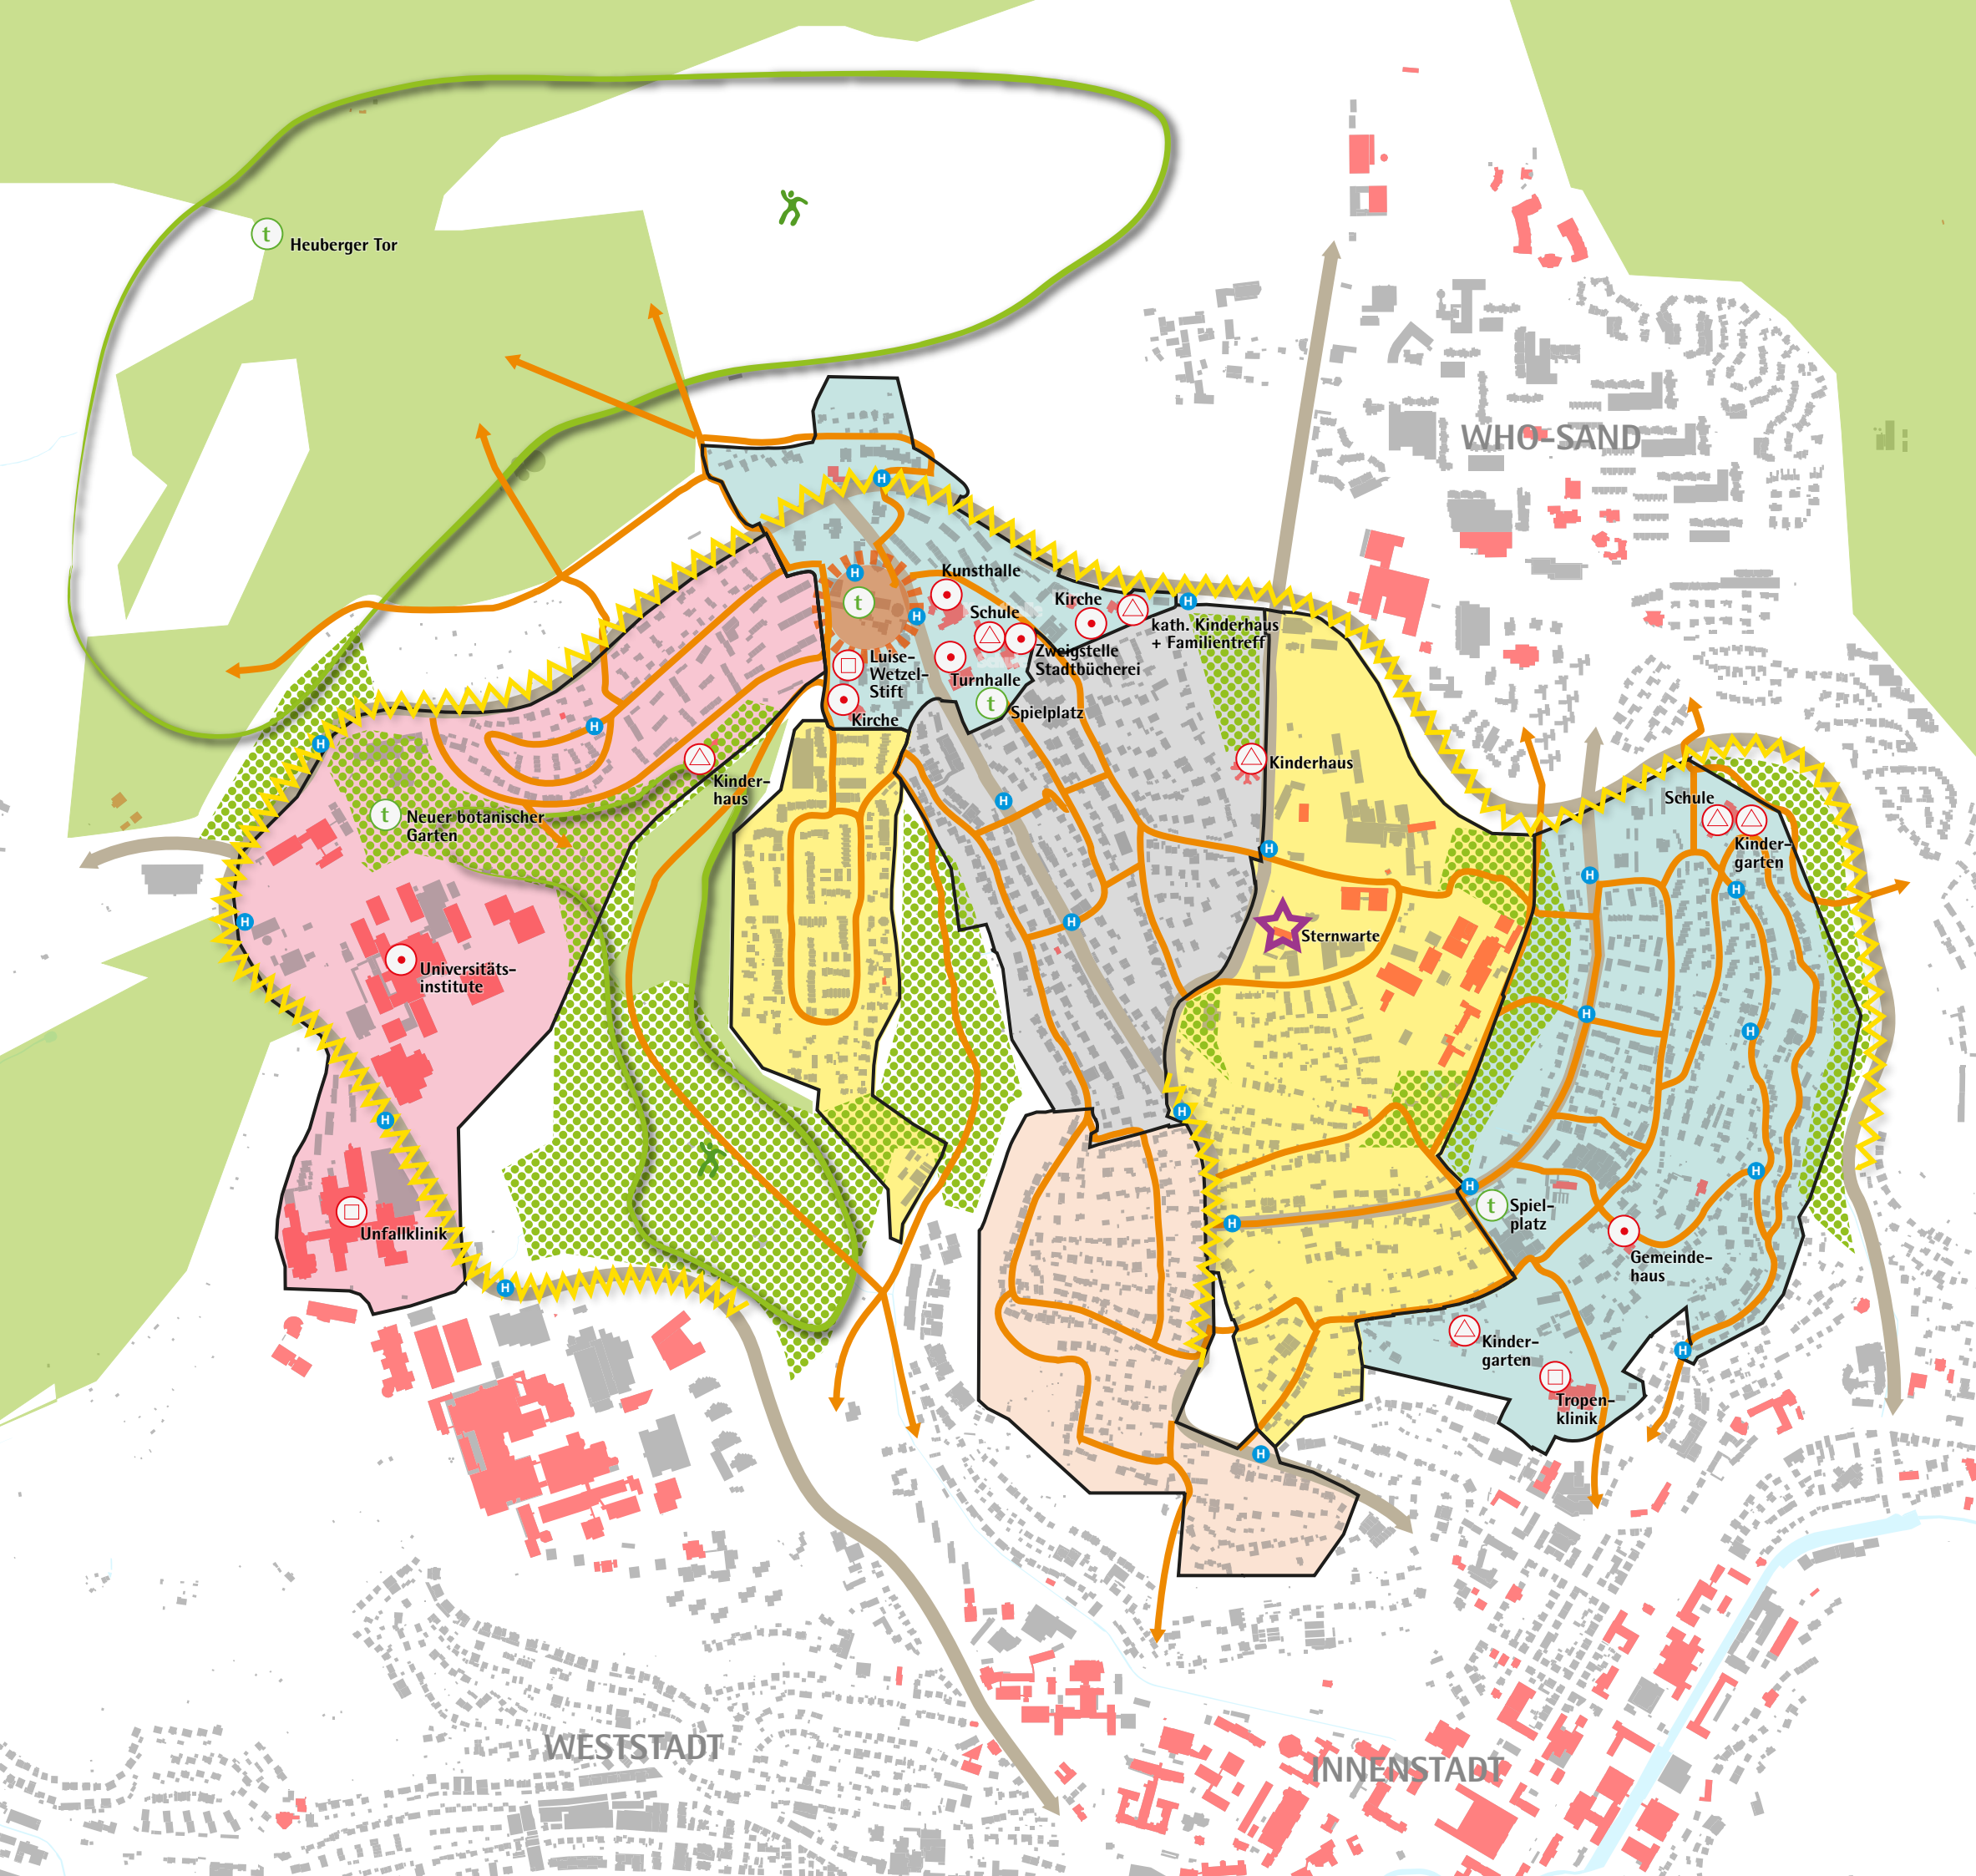 Heuberger Tor
t
WHO-SAND
H
H
Kunsthalle
t
H
Schule
Kirche
H
kath. Kinderhaus
+ Familientreff
Zweigstelle
Stadtbücherei
Luise-
Wetzel-
Stift
Turnhalle
t
Spielplatz
Kirche
H
H
Kinder-
haus
Kinderhaus
t
Neuer botanischer
Garten
H
H
Schule
Kinder-
garten
H
H
H
H
Sternwarte
Universitäts-
institute
H
H
H
H
H
H
t
Spiel-
platz
Unfallklinik
H
Gemeinde-
haus
H
Kinder-
garten
H
Tropen-
klinik
H
WESTSTADT
INNENSTADT